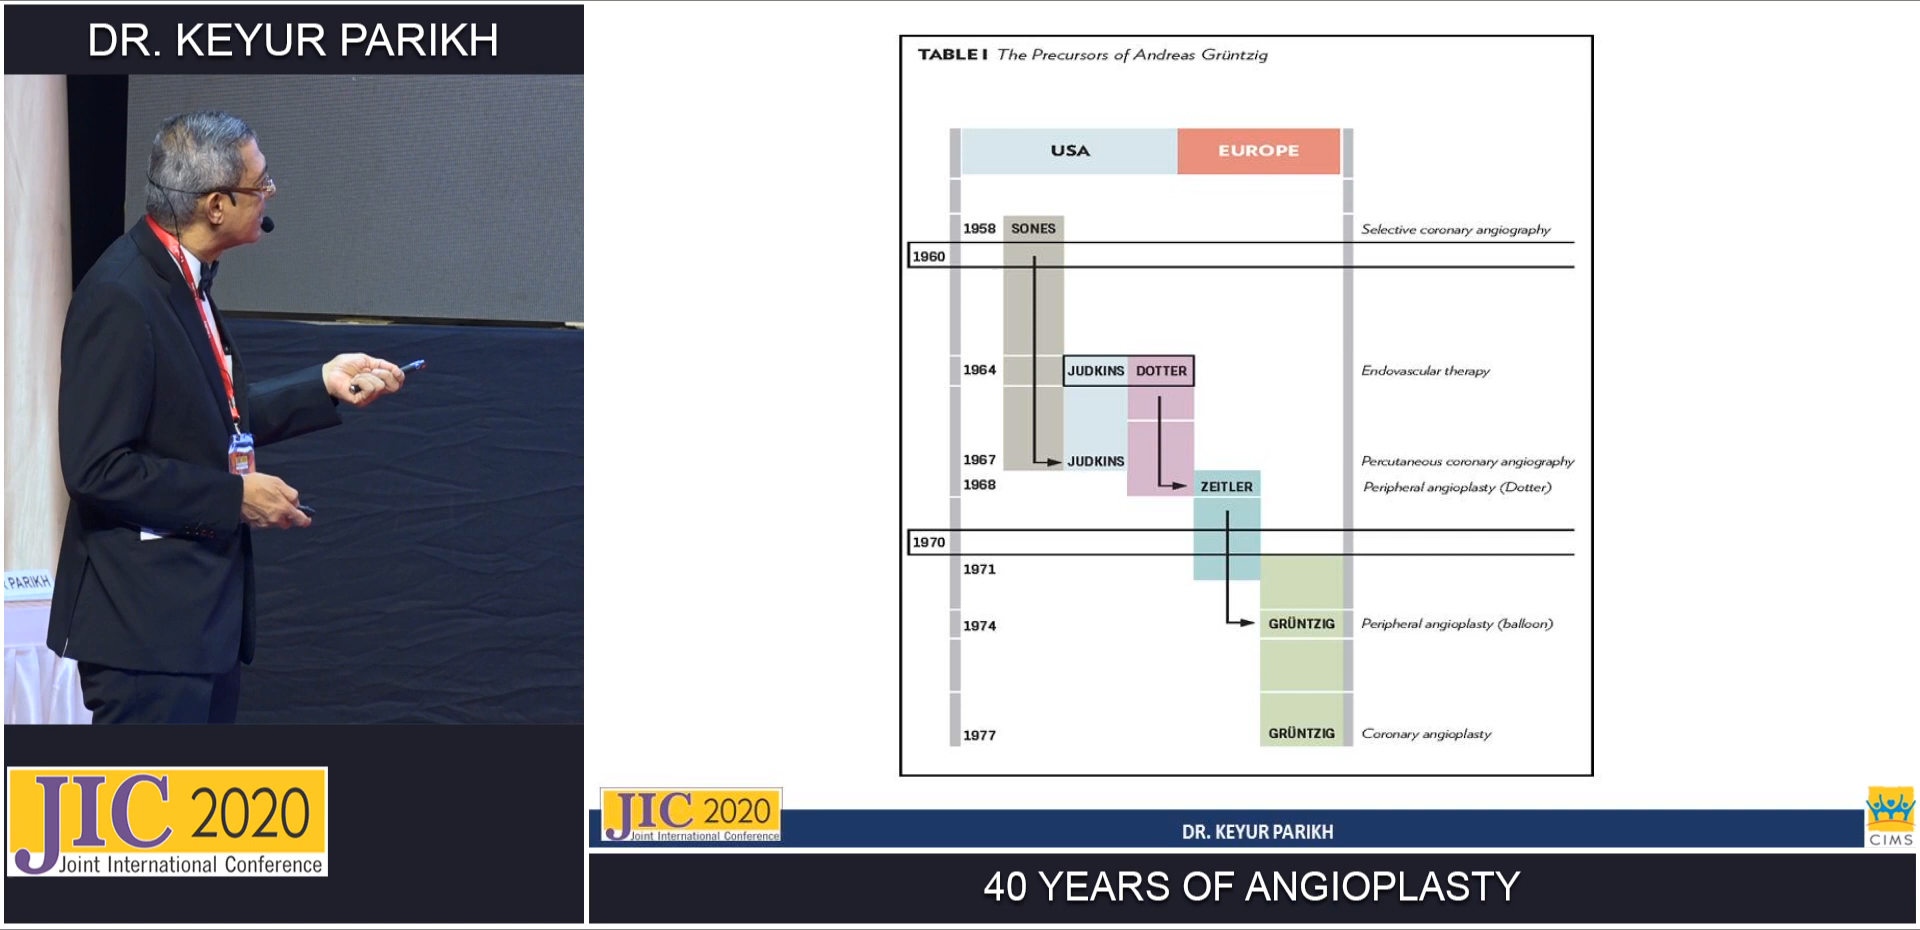 DR. KEYUR PARIKH
PARIKH
JIC 2020
Joint International Conference
TABLE I The Precursors of Andreas Grüntzig
USA
EUROPE
1958 SONES Selective coronary angiography
1960
1964 JUDKINS DOTTER Endovascular therapy
1967 JUDKINS Percutaneous coronary angiography
1968 ZEITLER Peripheral angioplasty (Dotter)
1970
1971
1974 GRÜNTZIG Peripheral angioplasty (balloon)
1977 GRÜNTZIG Coronary angioplasty
JIC 2020
Joint International Conference
DR. KEYUR PARIKH
CIMS
40 YEARS OF ANGIOPLASTY